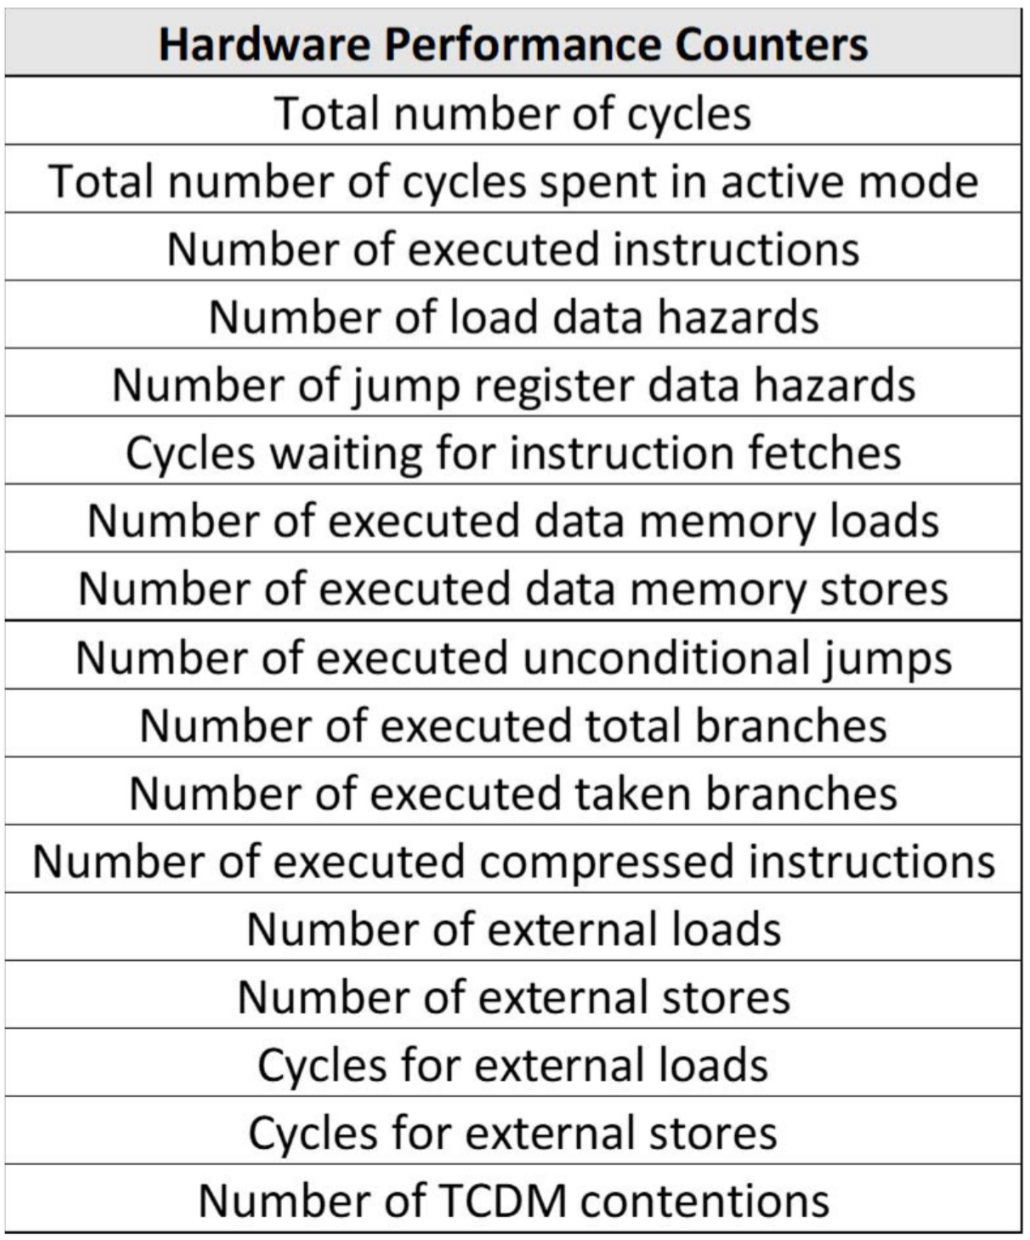 Hardware Performance Counters
Total number of cycles
Total number of cycles spent in active mode
Number of executed instructions
Number of load data hazards
Number of jump register data hazards
Cycles waiting for instruction fetches
Number of executed data memory loads
Number of executed data memory stores
Number of executed unconditional jumps
Number of executed total branches
Number of executed taken branches
Number of executed compressed instructions
Number of external loads
Number of external stores
Cycles for external loads
Cycles for external stores
Number of TCDM contentions